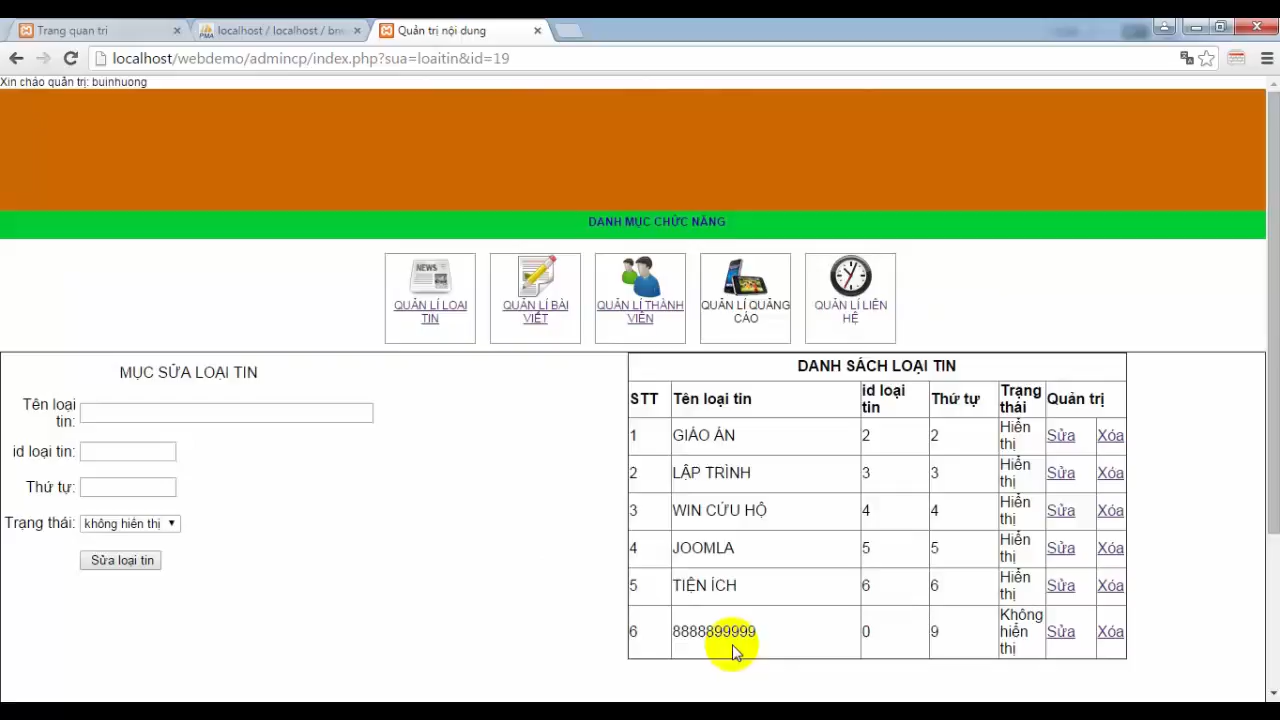 Trang quan tri
localhost / localhost / bnw
Quản trị nội dung
localhost/webdemo/admincp/index.php?sua=loaitin&id=19
Xin chào quản trị: buinhuong
DANH MỤC CHỨC NĂNG
NEWS
QUẢN LÍ LOẠI
TIN
QUẢN LÍ BÀI
VIẾT
QUẢN LÍ THÀNH
VIÊN
QUẢN LÍ QUẢNG
CÁO
QUẢN LÍ LIÊN
HỆ
MỤC SỬA LOẠI TIN
Tên loại
tin:
id loại tin:
Thứ tự:
Trạng thái: không hiển thị
Sửa loại tin
DANH SÁCH LOẠI TIN
STT Tên loại tin id loại tin Thứ tự Trạng thái Quản trị
1 GIÁO ÁN 2 2 Hiển thị Sửa Xóa
2 LẬP TRÌNH 3 3 Hiển thị Sửa Xóa
3 WIN CỨU HỘ 4 4 Hiển thị Sửa Xóa
4 JOOMLA 5 5 Hiển thị Sửa Xóa
5 TIỆN ÍCH 6 6 Hiển thị Sửa Xóa
6 8888899999 0 9 Không hiển thị Sửa Xóa